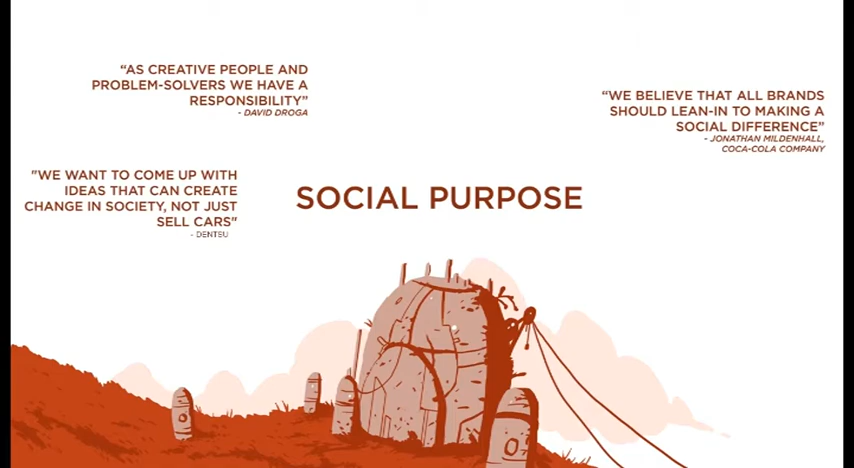 “AS CREATIVE PEOPLE AND
PROBLEM-SOLVERS WE HAVE A
RESPONSIBILITY”
- DAVID DROGA
“WE BELIEVE THAT ALL BRANDS
SHOULD LEAN-IN TO MAKING A
SOCIAL DIFFERENCE”
- JONATHAN MILDENHALL,
COCA-COLA COMPANY
"WE WANT TO COME UP WITH
IDEAS THAT CAN CREATE
CHANGE IN SOCIETY, NOT JUST
SELL CARS"
- DENTSU
SOCIAL PURPOSE